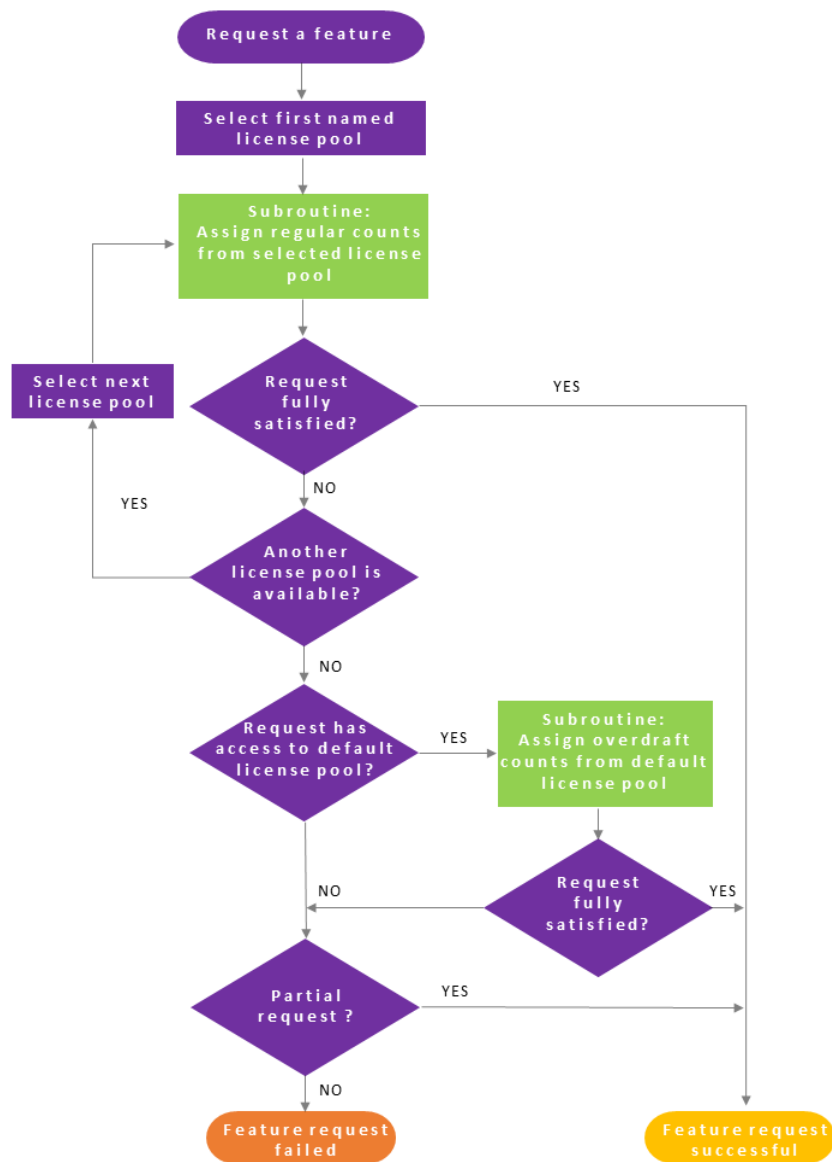 Request a feature
Select first named
license pool
Subroutine:
Assign regular counts
from selected license
pool
Select next
license pool
Request
fully
satisfied?
YES
NO
YES
Another
license pool is
available?
NO
Request has
access to default
license pool?
YES
Subroutine:
Assign overdraft
counts from default
license pool
NO
Request
fully
satisfied?
YES
Partial
request ?
YES
NO
Feature request
failed
Feature request
successful